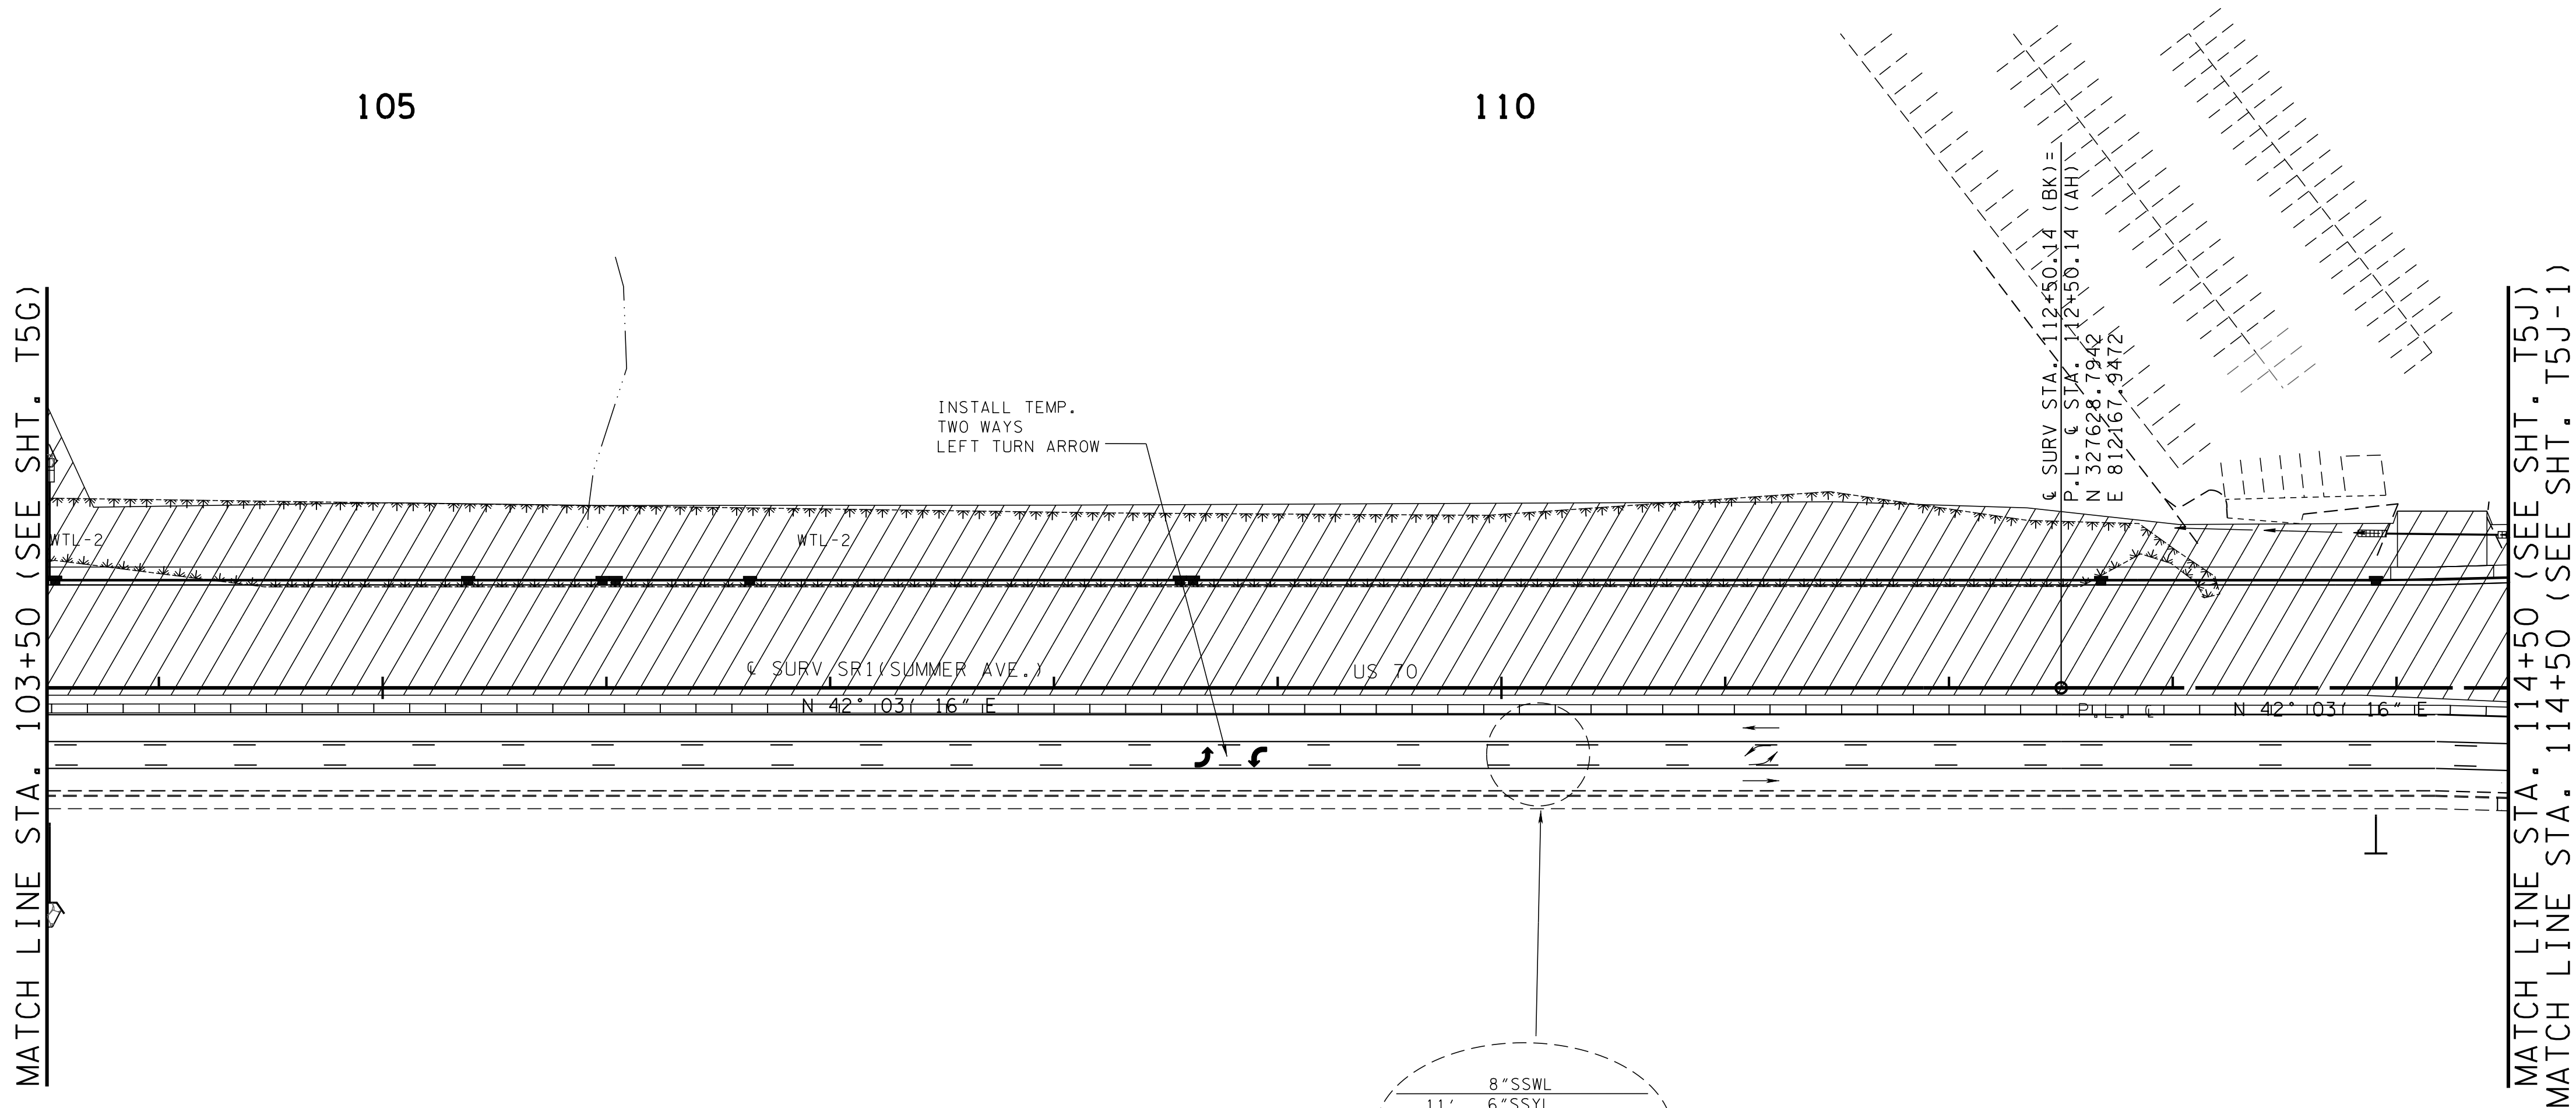 105
110
MATCH LINE STA. 103+50 (SEE SHT. T5G)
INSTALL TEMP.
TWO WAYS
LEFT TURN ARROW
℄ SURV STA. 112+50.14 (BK)=
P.L. ℄ STA. 112+50.14 (AH)
N 327628.7942
E 812167.9472
WTL-2
WTL-2
℄ SURV SR1(SUMMER AVE.)
US 70
N 42° 03' 16" E
P.L. ℄
N 42° 03' 16" E
8"SSWL
11'
6"SSYL
MATCH LINE STA. 114+50 (SEE SHT. T5J)
MATCH LINE STA. 114+50 (SEE SHT. T5J-1)